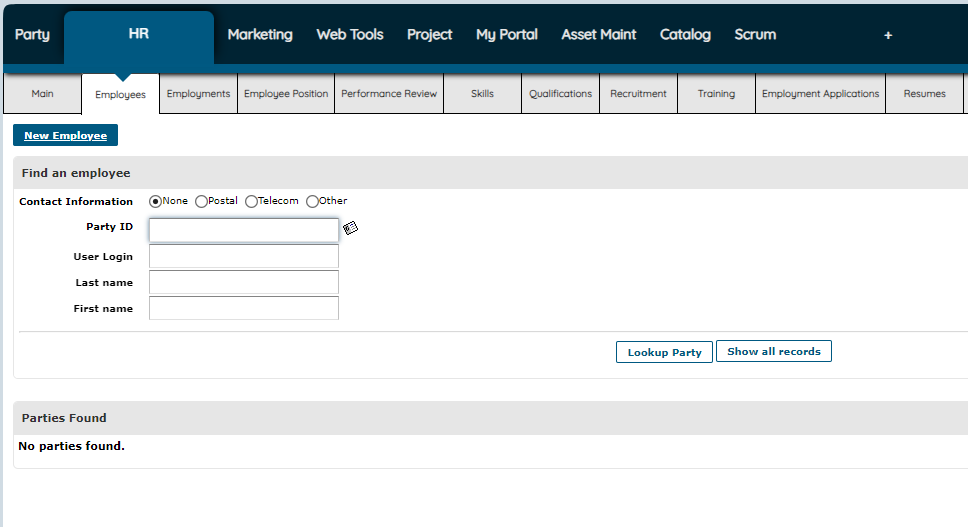 Party HR Marketing Web Tools Project My Portal Asset Maint Catalog Scrum +
Main Employees Employments Employee Position Performance Review Skills Qualifications Recruitment Training Employment Applications Resumes
New Employee
Find an employee
Contact Information None Postal Telecom Other
Party ID
User Login
Last name
First name
Lookup Party Show all records
Parties Found
No parties found.